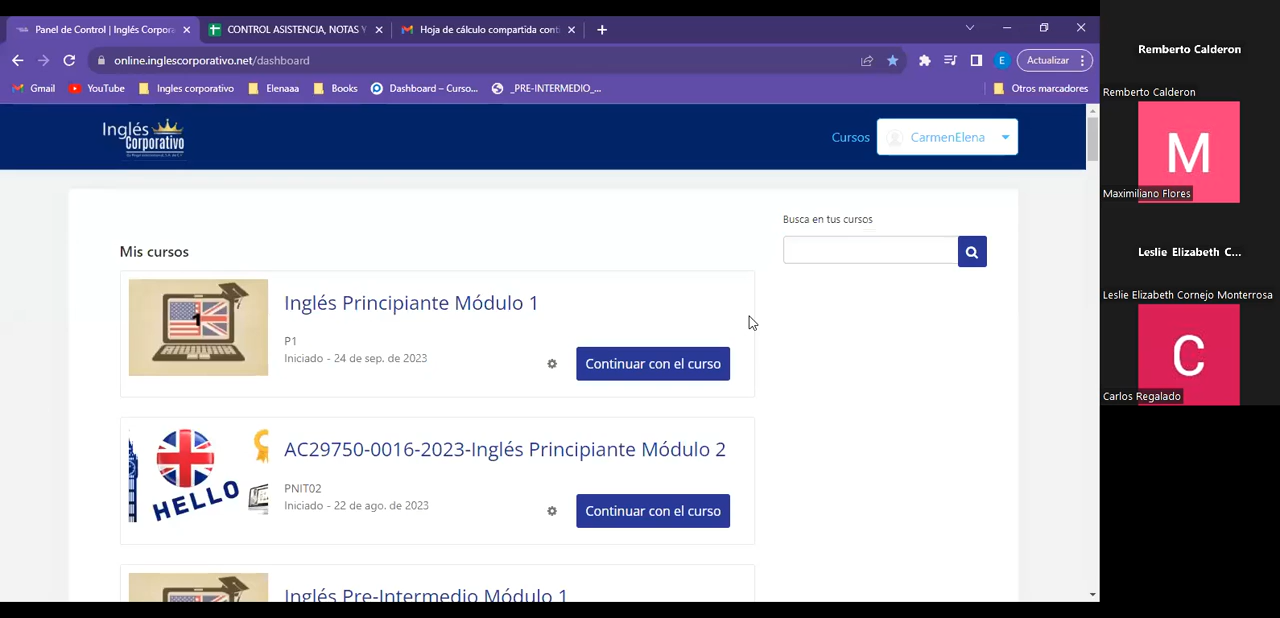 Panel de Control | Inglés Corpora
CONTROL ASISTENCIA, NOTAS Y
Hoja de cálculo compartida cont
online.inglescorporativo.net/dashboard
Actualizar
E
Gmail
YouTube
Ingles corporativo
Elenaaa
Books
Dashboard – Curso...
_PRE-INTERMEDIO_...
Otros marcadores
Inglés
Corporativo
Cursos
CarmenElena
Busca en tus cursos
Mis cursos
1
Inglés Principiante Módulo 1
P1
Iniciado - 24 de sep. de 2023
Continuar con el curso
HELLO
AC29750-0016-2023-Inglés Principiante Módulo 2
PNIT02
Iniciado - 22 de ago. de 2023
Continuar con el curso
Inglés Pre-Intermedio Módulo 1
Remberto Calderon
Remberto Calderon
M
Maximiliano Flores
Leslie Elizabeth C...
Leslie Elizabeth Cornejo Monterrosa
C
Carlos Regalado